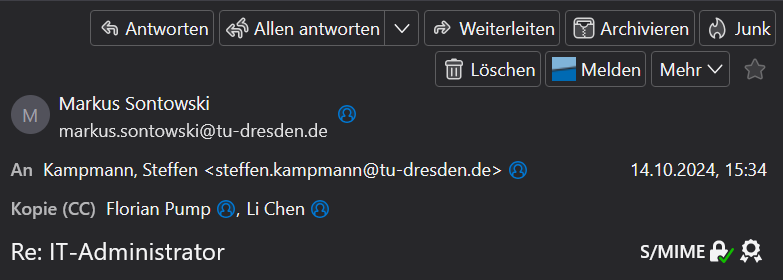 Antworten Allen antworten Weiterleiten Archivieren Junk
Löschen Melden Mehr
M
Markus Sontowski
markus.sontowski@tu-dresden.de
An Kampmann, Steffen <steffen.kampmann@tu-dresden.de> 14.10.2024, 15:34
Kopie (CC) Florian Pump , Li Chen
Re: IT-Administrator S/MIME